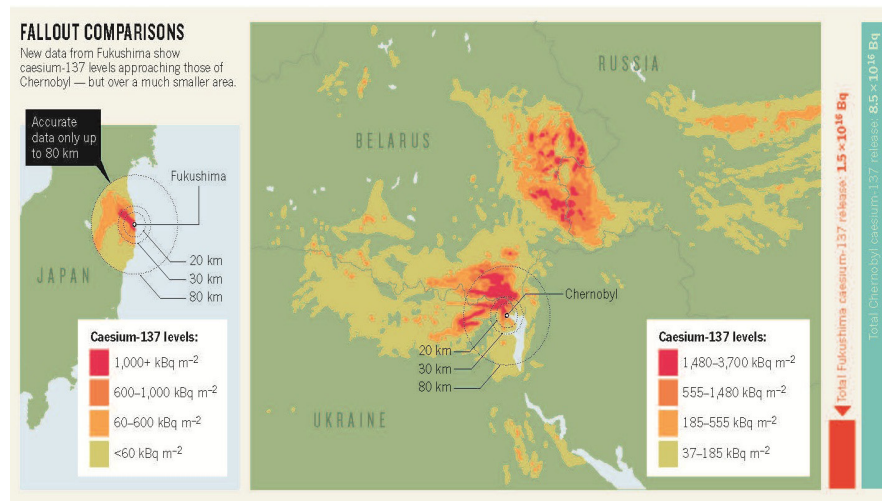 FALLOUT COMPARISONS
New data from Fukushima show
caesium-137 levels approaching those of
Chernobyl — but over a much smaller area.
Accurate
data only up
to 80 km
Fukushima
20 km
30 km
80 km
JAPAN
Caesium-137 levels:
1,000+ kBq m⁻²
600–1,000 kBq m⁻²
60–600 kBq m⁻²
<60 kBq m⁻²
RUSSIA
BELARUS
Chernobyl
20 km
30 km
80 km
UKRAINE
Caesium-137 levels:
1,480–3,700 kBq m⁻²
555–1,480 kBq m⁻²
185–555 kBq m⁻²
37–185 kBq m⁻²
Total Fukushima caesium-137 release: 1.5 × 10¹⁶ Bq
Total Chernobyl caesium-137 release: 8.5 × 10¹⁶ Bq